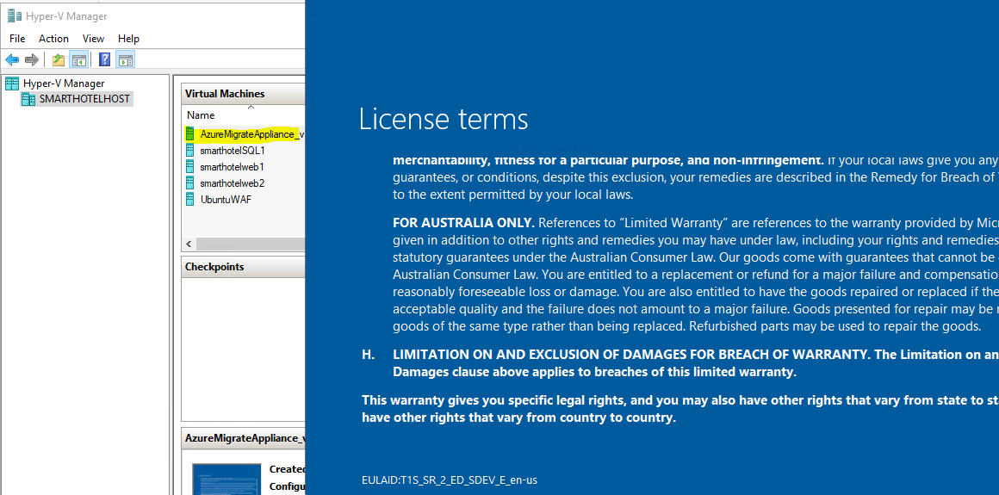 Hyper-V Manager
File Action View Help
Hyper-V Manager
SMARTHOTELHOST
Virtual Machines
Name
AzureMigrateAppliance_v
smarthotelSQL1
smarthotelweb1
smarthotelweb2
UbuntuWAF
Checkpoints
AzureMigrateAppliance_v
Created
Configu
License terms
merchantability, fitness for a particular purpose, and non-infringement. If your local laws give you any
guarantees, or conditions, despite this exclusion, your remedies are described in the Remedy for Breach of
to the extent permitted by your local laws.
FOR AUSTRALIA ONLY. References to “Limited Warranty” are references to the warranty provided by Micr
given in addition to other rights and remedies you may have under law, including your rights and remedies
statutory guarantees under the Australian Consumer Law. Our goods come with guarantees that cannot be
Australian Consumer Law. You are entitled to a replacement or refund for a major failure and compensatio
reasonably foreseeable loss or damage. You are also entitled to have the goods repaired or replaced if the
acceptable quality and the failure does not amount to a major failure. Goods presented for repair may be
goods of the same type rather than being replaced. Refurbished parts may be used to repair the goods.
H. LIMITATION ON AND EXCLUSION OF DAMAGES FOR BREACH OF WARRANTY. The Limitation on an
Damages clause above applies to breaches of this limited warranty.
This warranty gives you specific legal rights, and you may also have other rights that vary from state to sta
have other rights that vary from country to country.
EULAID:T1S_SR_2_ED_SDEV_E_en-us